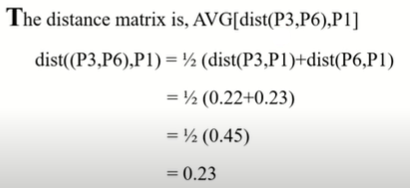 The distance matrix is, AVG[dist(P3,P6),P1]
dist((P3,P6),P1) = ½ (dist(P3,P1)+dist(P6,P1)
= ½ (0.22+0.23)
= ½ (0.45)
= 0.23